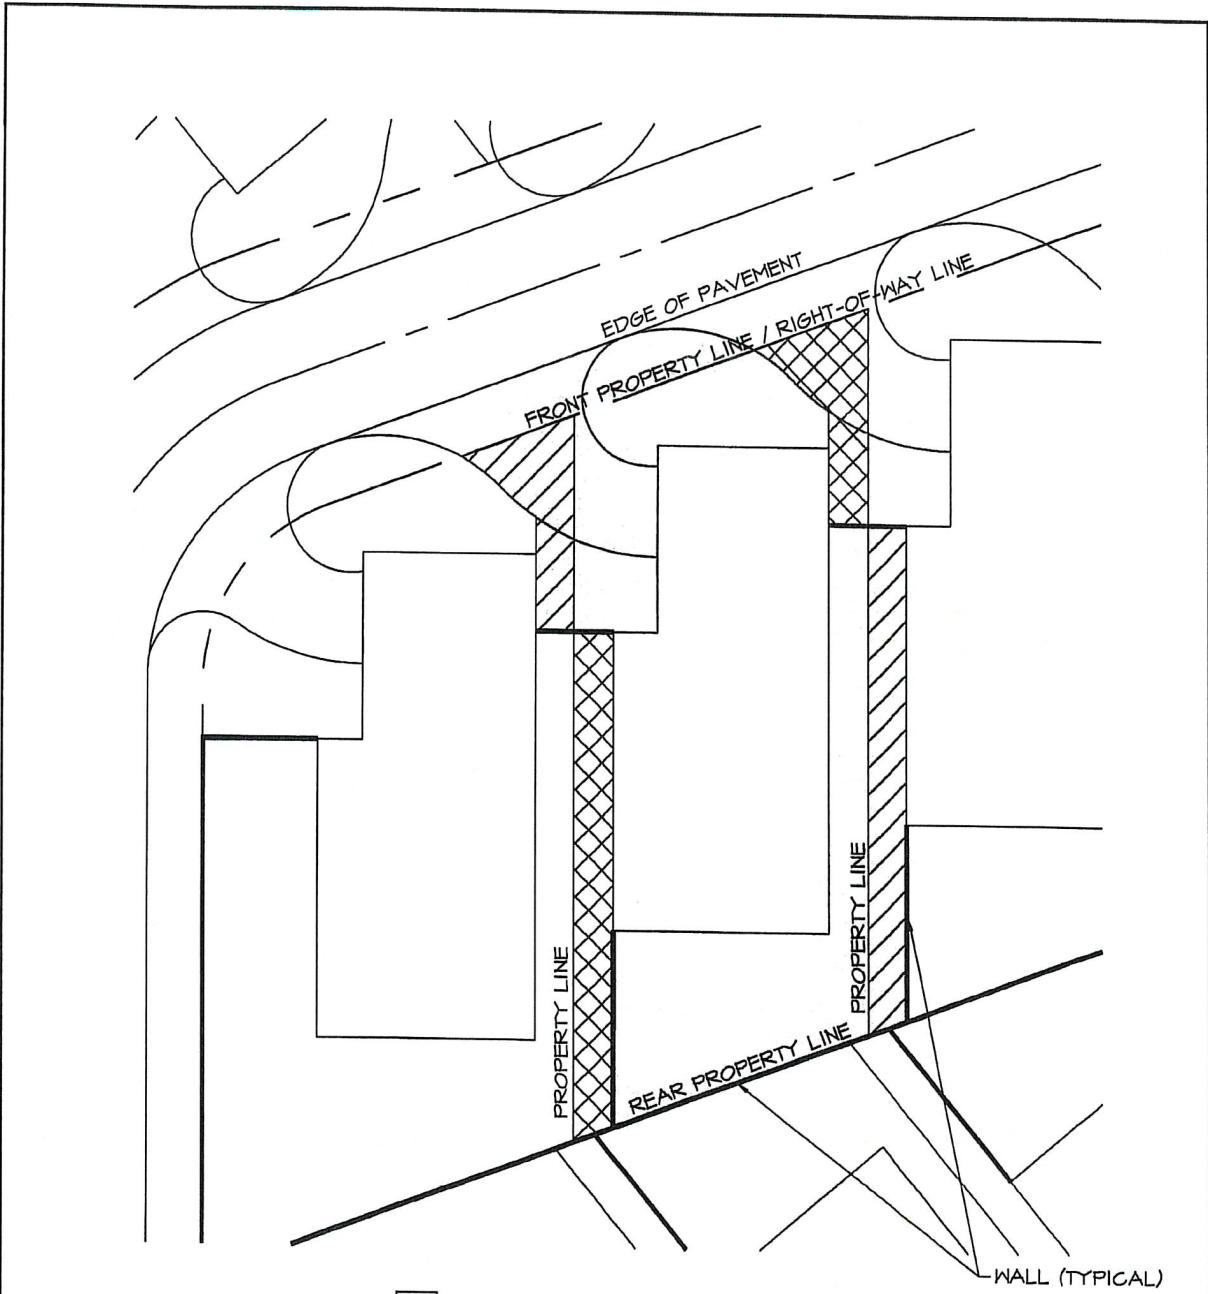 EDGE OF PAVEMENT
FRONT PROPERTY LINE / RIGHT-OF-WAY LINE
PROPERTY LINE
PROPERTY LINE
REAR PROPERTY LINE
WALL (TYPICAL)